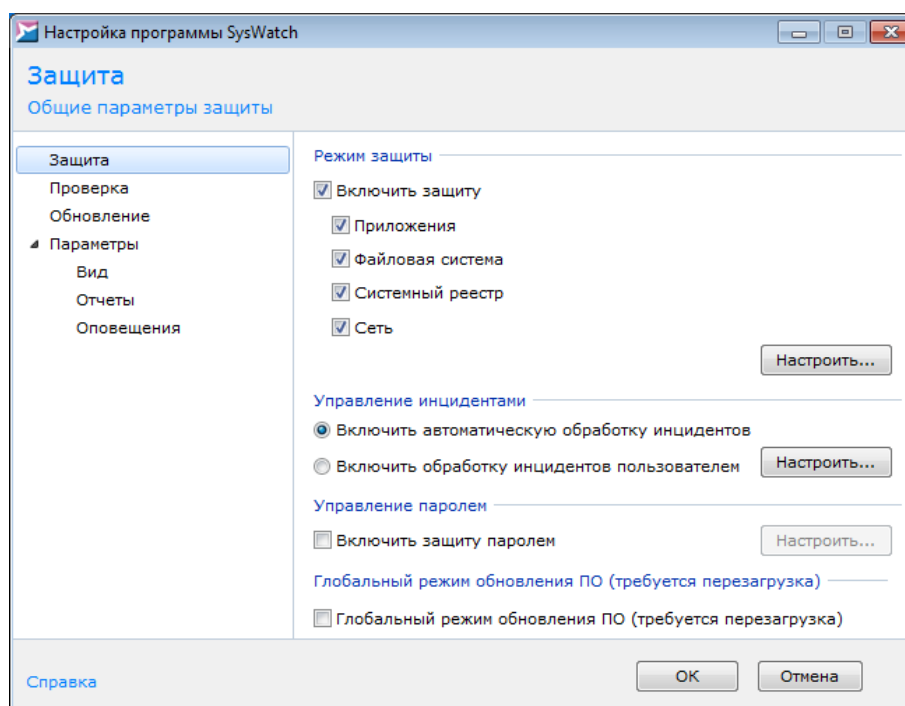 Настройка программы SysWatch
Защита
Общие параметры защиты
Защита
Проверка
Обновление
Параметры
Вид
Отчеты
Оповещения
Режим защиты
Включить защиту
Приложения
Файловая система
Системный реестр
Сеть
Настроить...
Управление инцидентами
Включить автоматическую обработку инцидентов
Включить обработку инцидентов пользователем
Настроить...
Управление паролем
Включить защиту паролем
Настроить...
Глобальный режим обновления ПО (требуется перезагрузка)
Глобальный режим обновления ПО (требуется перезагрузка)
Справка
ОК
Отмена